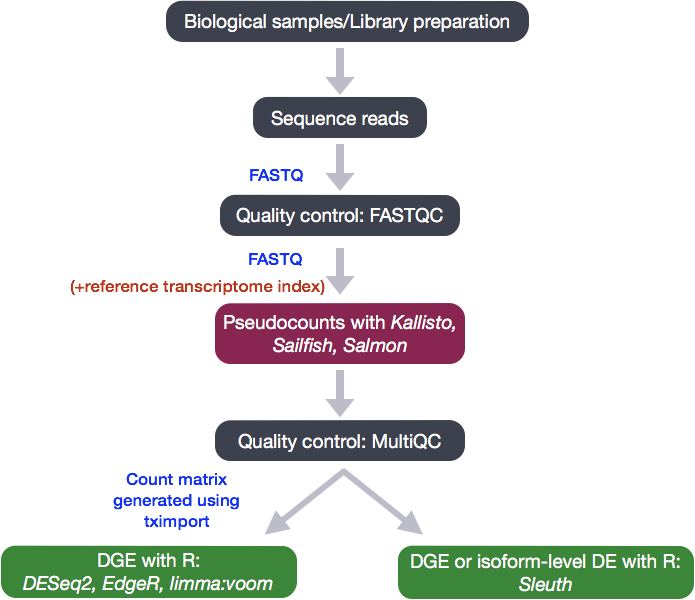 Biological samples/Library preparation
Sequence reads
FASTQ
Quality control: FASTQC
FASTQ
(+reference transcriptome index)
Pseudocounts with Kallisto,
Sailfish, Salmon
Quality control: MultiQC
Count matrix
generated using
tximport
DGE with R:
DESeq2, EdgeR, limma:voom
DGE or isoform-level DE with R:
Sleuth